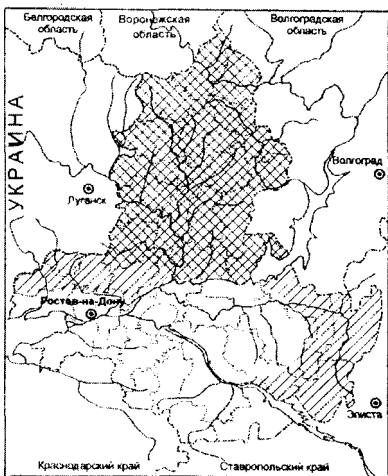 Белгородская область
Воронежская область
Волгоградская область
УКРАИНА
Луганск
Волгоград
Ростов-на-Дону
Элиста
Краснодарский край
Ставропольский край